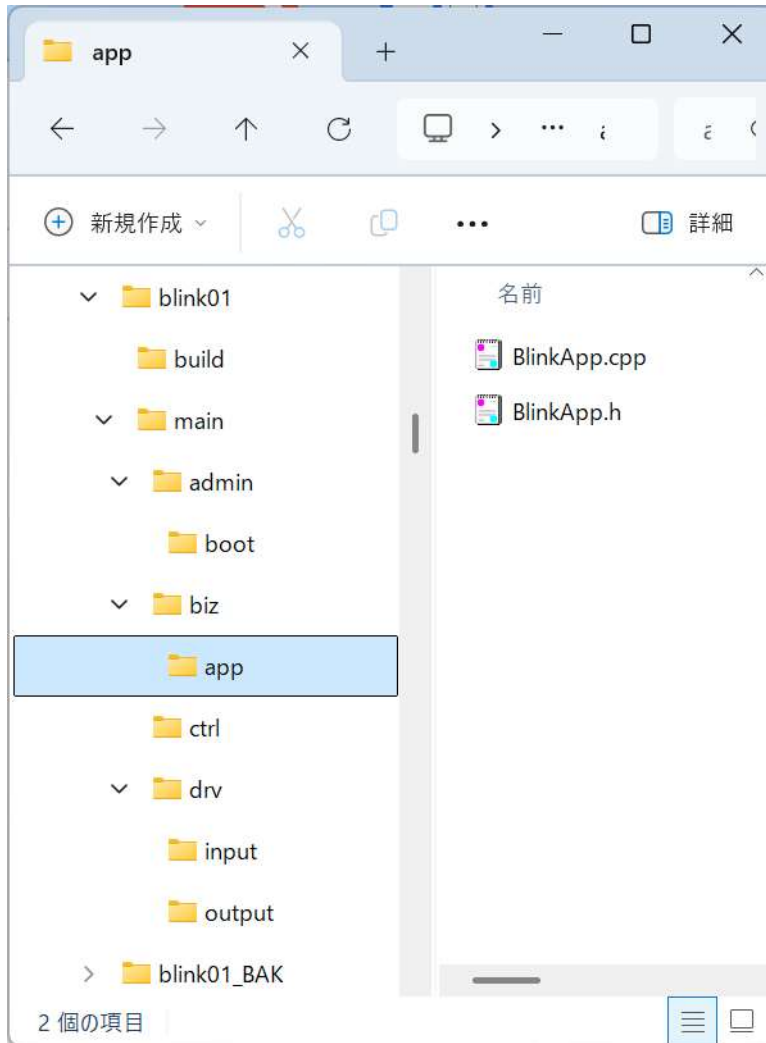 app
新規作成
詳細
blink01
build
main
admin
boot
biz
app
ctrl
drv
input
output
blink01_BAK
名前
BlinkApp.cpp
BlinkApp.h
2 個の項目